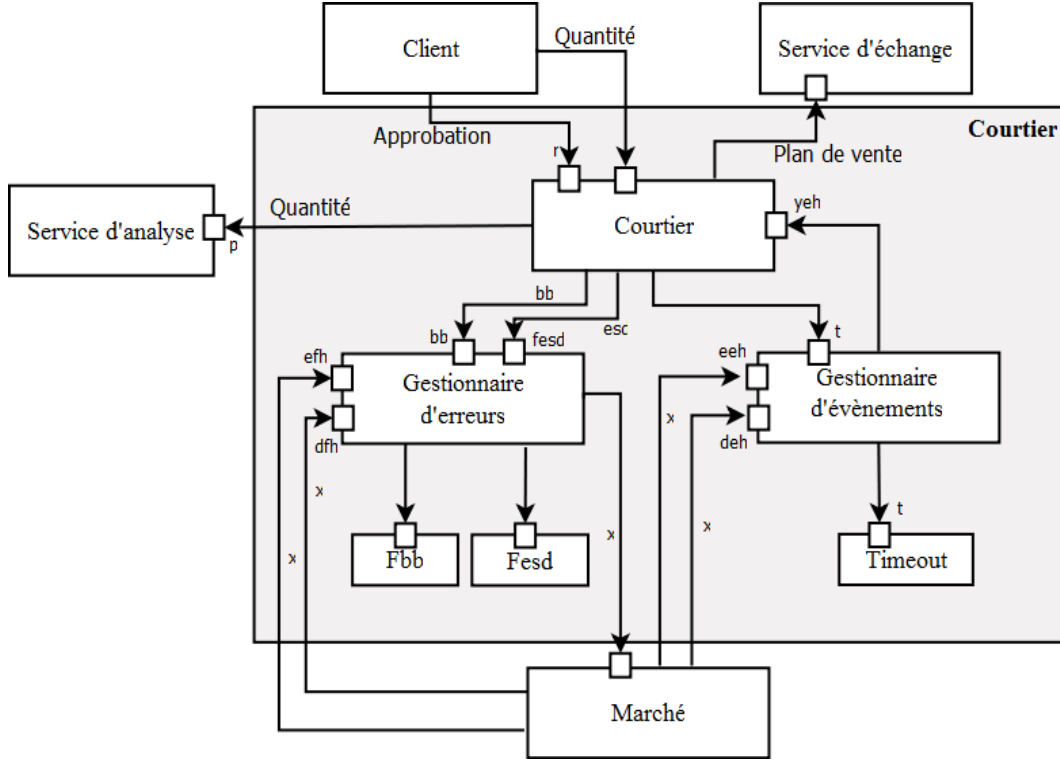 Client
Quantité
Service d'échange
Courtier
Approbation
Plan de vente
r
Service d'analyse
Quantité
p
Courtier
yeh
bb
esd
t
bb
fesd
efh
eeh
Gestionnaire
d'erreurs
Gestionnaire
d'évènements
dfh
deh
x
x
x
x
x
t
Fbb
Fesd
Timeout
Marché